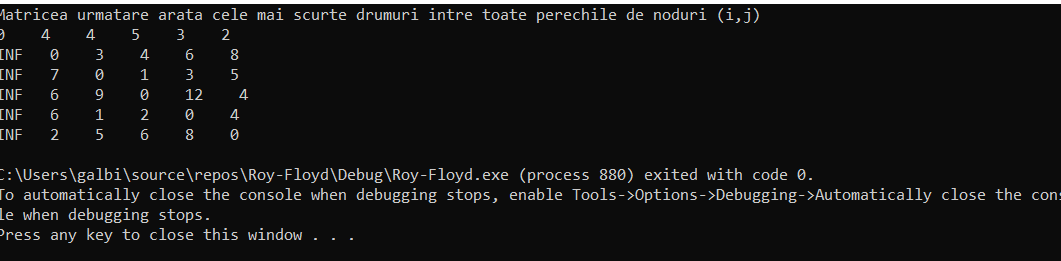 Matricea urmatare arata cele mai scurte drumuri intre toate perechile de noduri (i,j)
0 4 4 5 3 2
INF 0 3 4 6 8
INF 7 0 1 3 5
INF 6 9 0 12 4
INF 6 1 2 0 4
INF 2 5 6 8 0
C:\Users\galbi\source\repos\Roy-Floyd\Debug\Roy-Floyd.exe (process 880) exited with code 0.
To automatically close the console when debugging stops, enable Tools->Options->Debugging->Automatically close the cons
le when debugging stops.
Press any key to close this window . . .